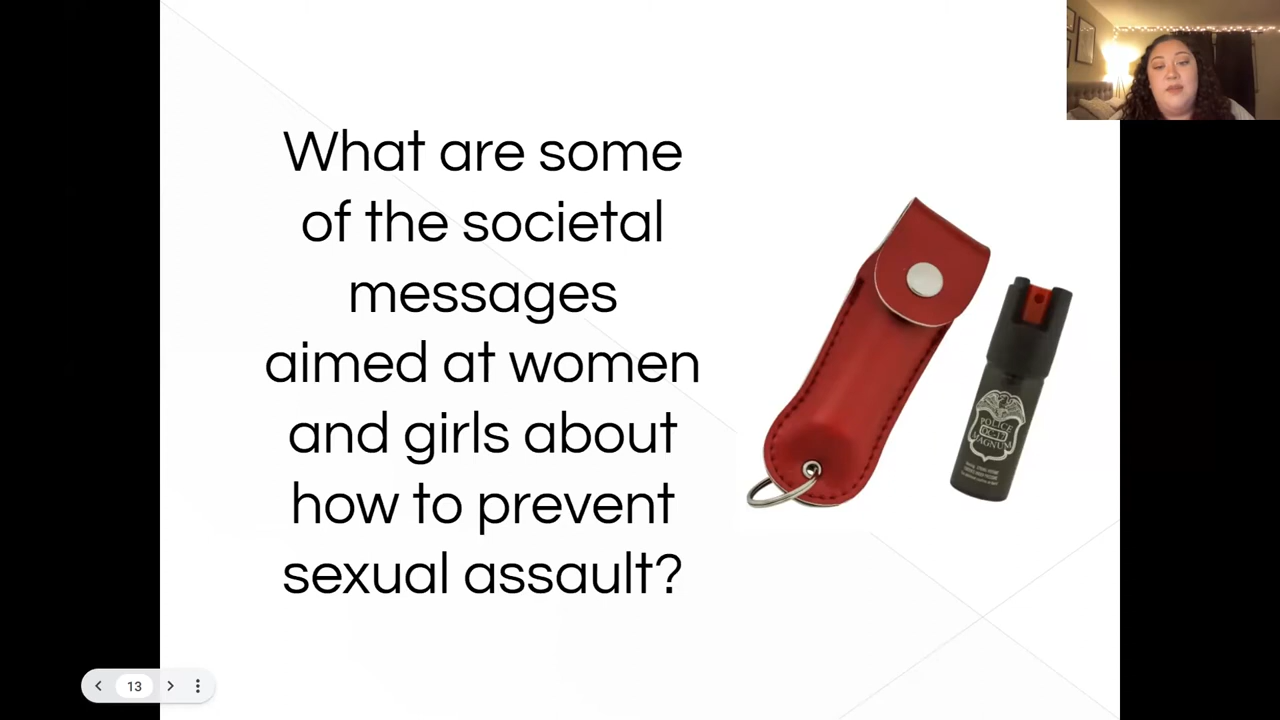 What are some
of the societal
messages
aimed at women
and girls about
how to prevent
sexual assault?
POLICE
MAGNUM
13